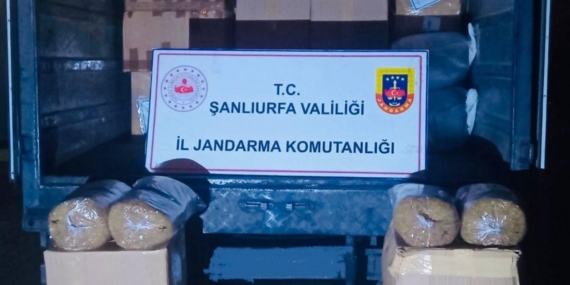 T.C.
ŞANLIURFA VALİLİĞİ
İL JANDARMA KOMUTANLIĞI